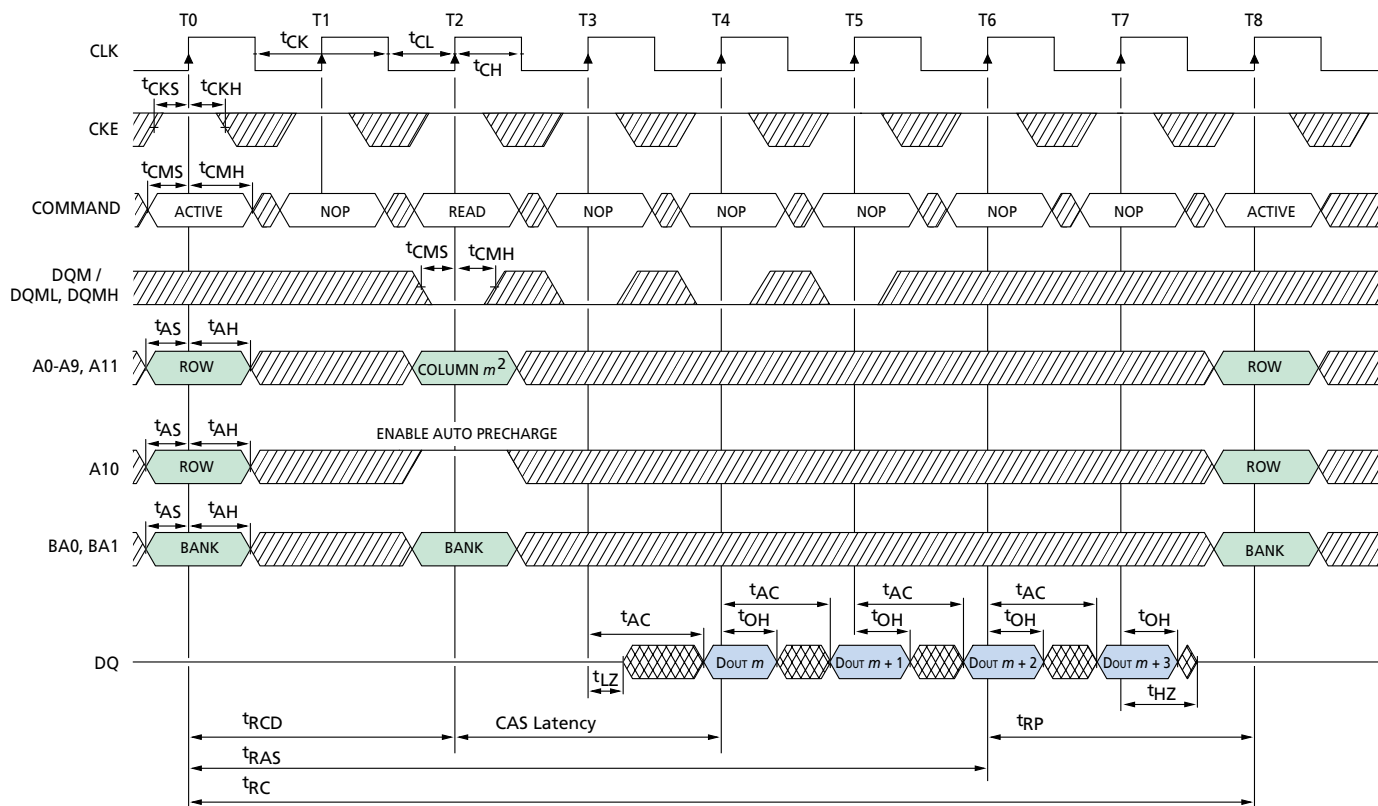 T0 T1 T2 T3 T4 T5 T6 T7 T8
CLK
tCK tCL
tCH
tCKS tCKH
CKE
tCMS tCMH
COMMAND ACTIVE NOP READ NOP NOP NOP NOP NOP ACTIVE
tCMS tCMH
DQM /
DQML, DQMH
tAS tAH
A0-A9, A11 ROW COLUMN m2 ROW
tAS tAH
ENABLE AUTO PRECHARGE
A10 ROW ROW
tAS tAH
BA0, BA1 BANK BANK BANK
tAC tAC tAC tAC
tOH tOH tOH tOH
DQ DOUT m DOUT m + 1 DOUT m + 2 DOUT m + 3
tLZ tHZ
tRCD CAS Latency tRP
tRAS
tRC